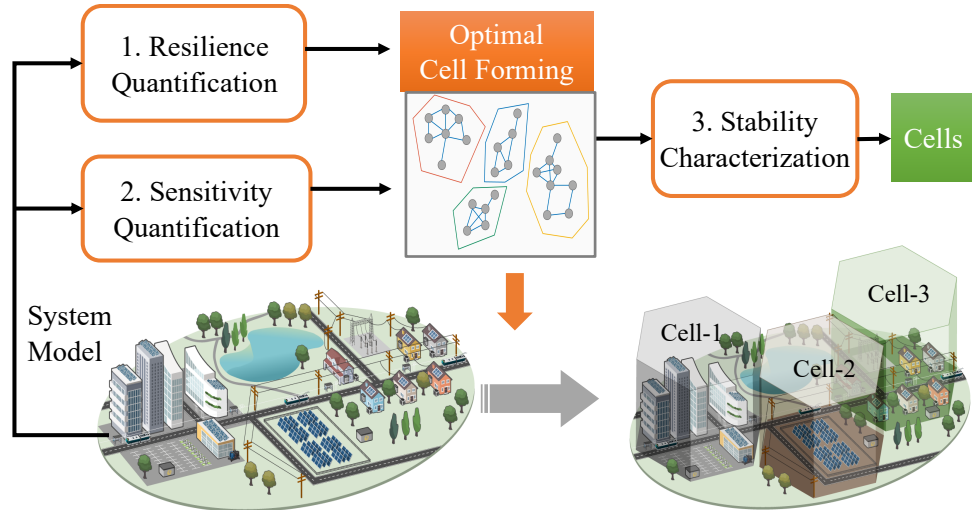 1. Resilience
Quantification
Optimal
Cell Forming
3. Stability
Characterization
Cells
2. Sensitivity
Quantification
System
Model
Cell-1
Cell-2
Cell-3